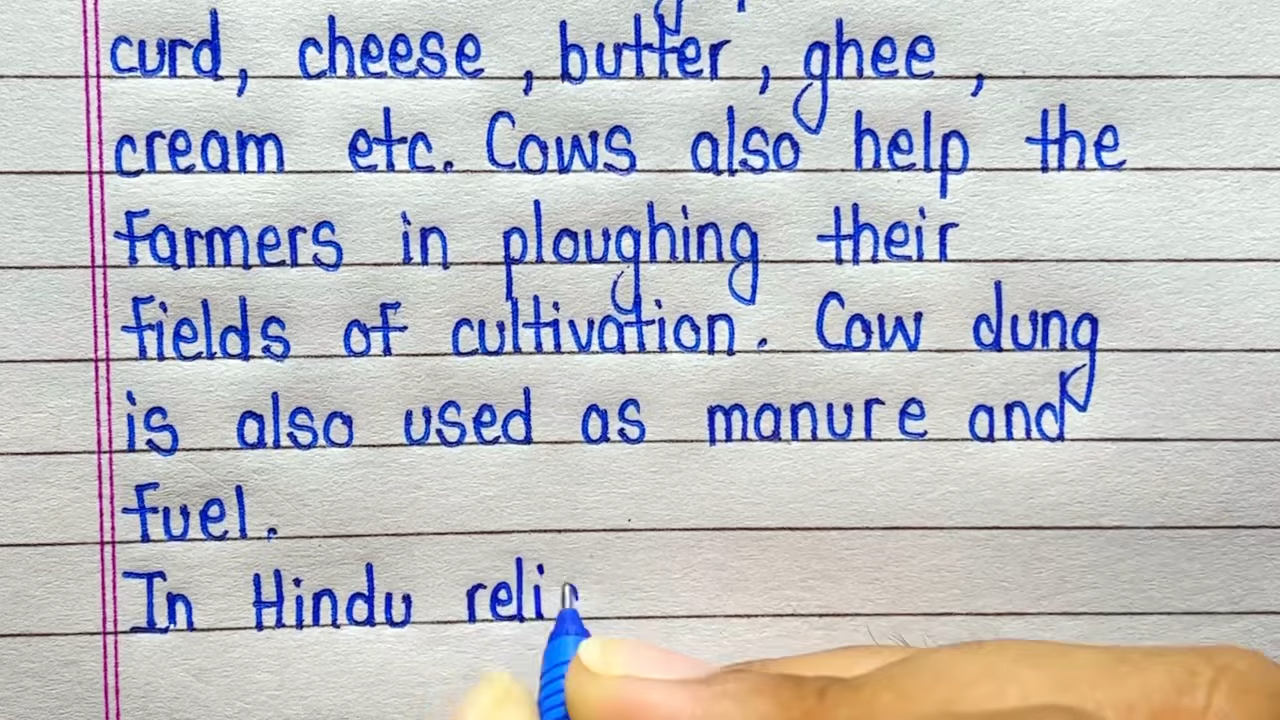 curd, cheese, butter, ghee,
cream etc. Cows also help the
farmers in ploughing their
fields of cultivation. Cow dung
is also used as manure and
fuel.
In Hindu reli